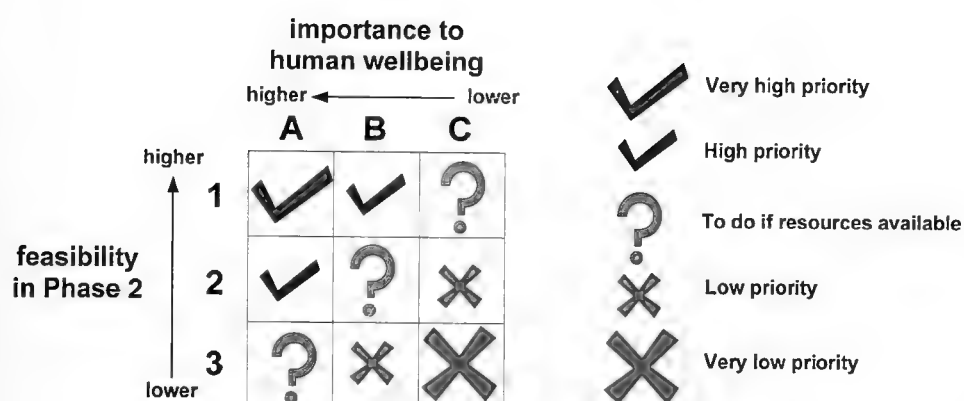 importance to
human wellbeing
higher lower
A B C
higher
1
feasibility
in Phase 2
2
3
lower
Very high priority
High priority
To do if resources available
Low priority
Very low priority